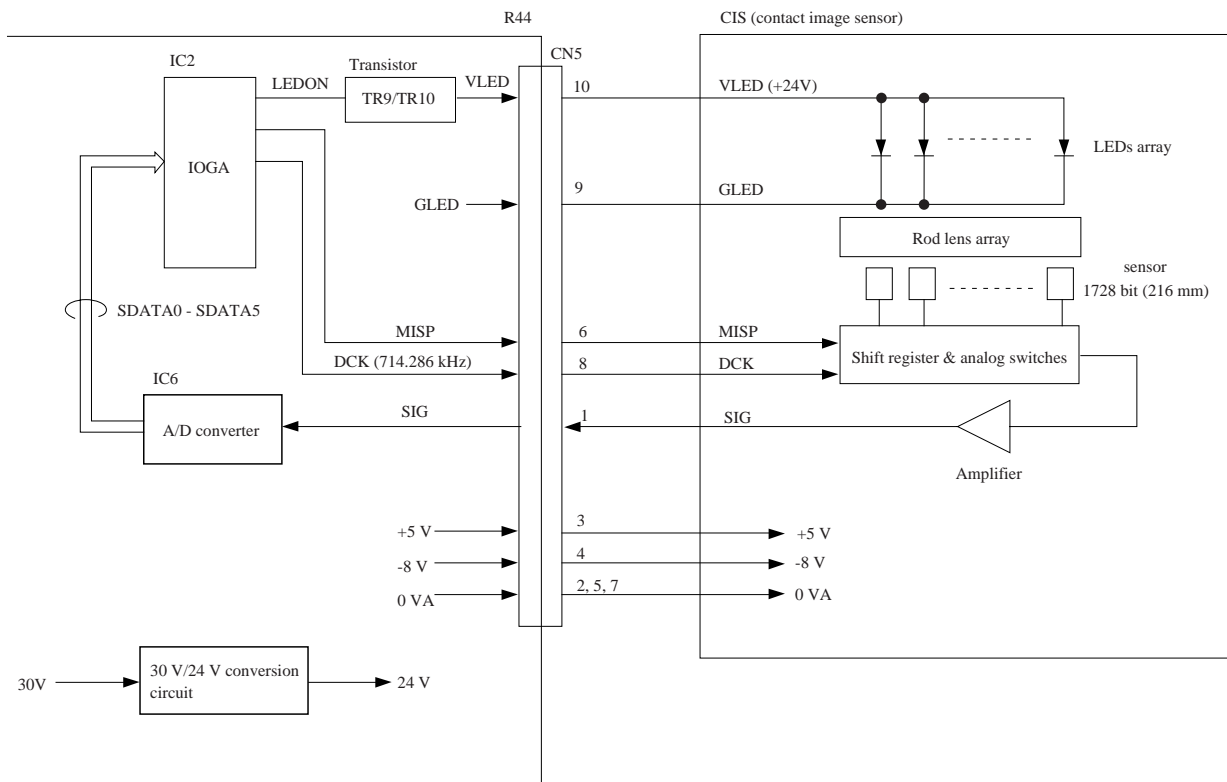 R44
CIS (contact image sensor)
IC2
Transistor
CN5
LEDON
TR9/TR10
VLED
10
VLED (+24V)
LEDs array
IOGA
9
GLED
GLED
Rod lens array
sensor
1728 bit (216 mm)
SDATA0 - SDATA5
MISP
6
MISP
Shift register & analog switches
DCK (714.286 kHz)
8
DCK
IC6
A/D converter
SIG
1
SIG
Amplifier
+5 V
3
+5 V
-8 V
4
-8 V
0 VA
2, 5, 7
0 VA
30V
30 V/24 V conversion
circuit
24 V